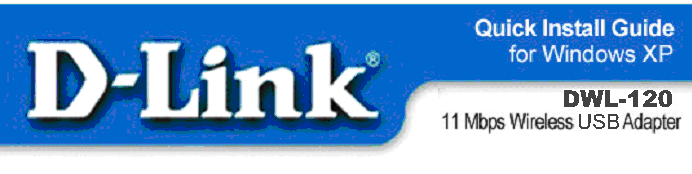 D-Link®
Quick Install Guide
for Windows XP
DWL-120
11 Mbps Wireless USB Adapter